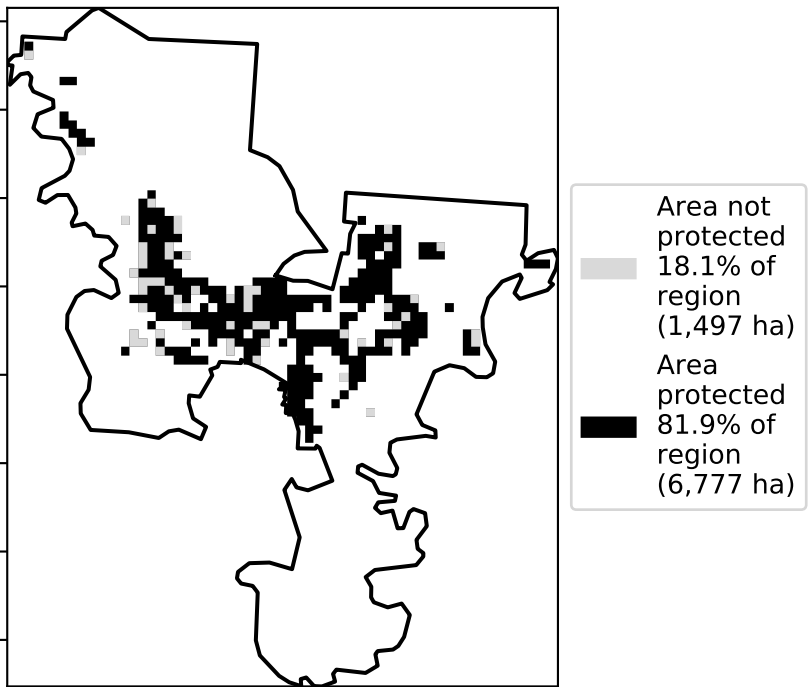 Area not
protected
18.1% of
region
(1,497 ha)
Area
protected
81.9% of
region
(6,777 ha)